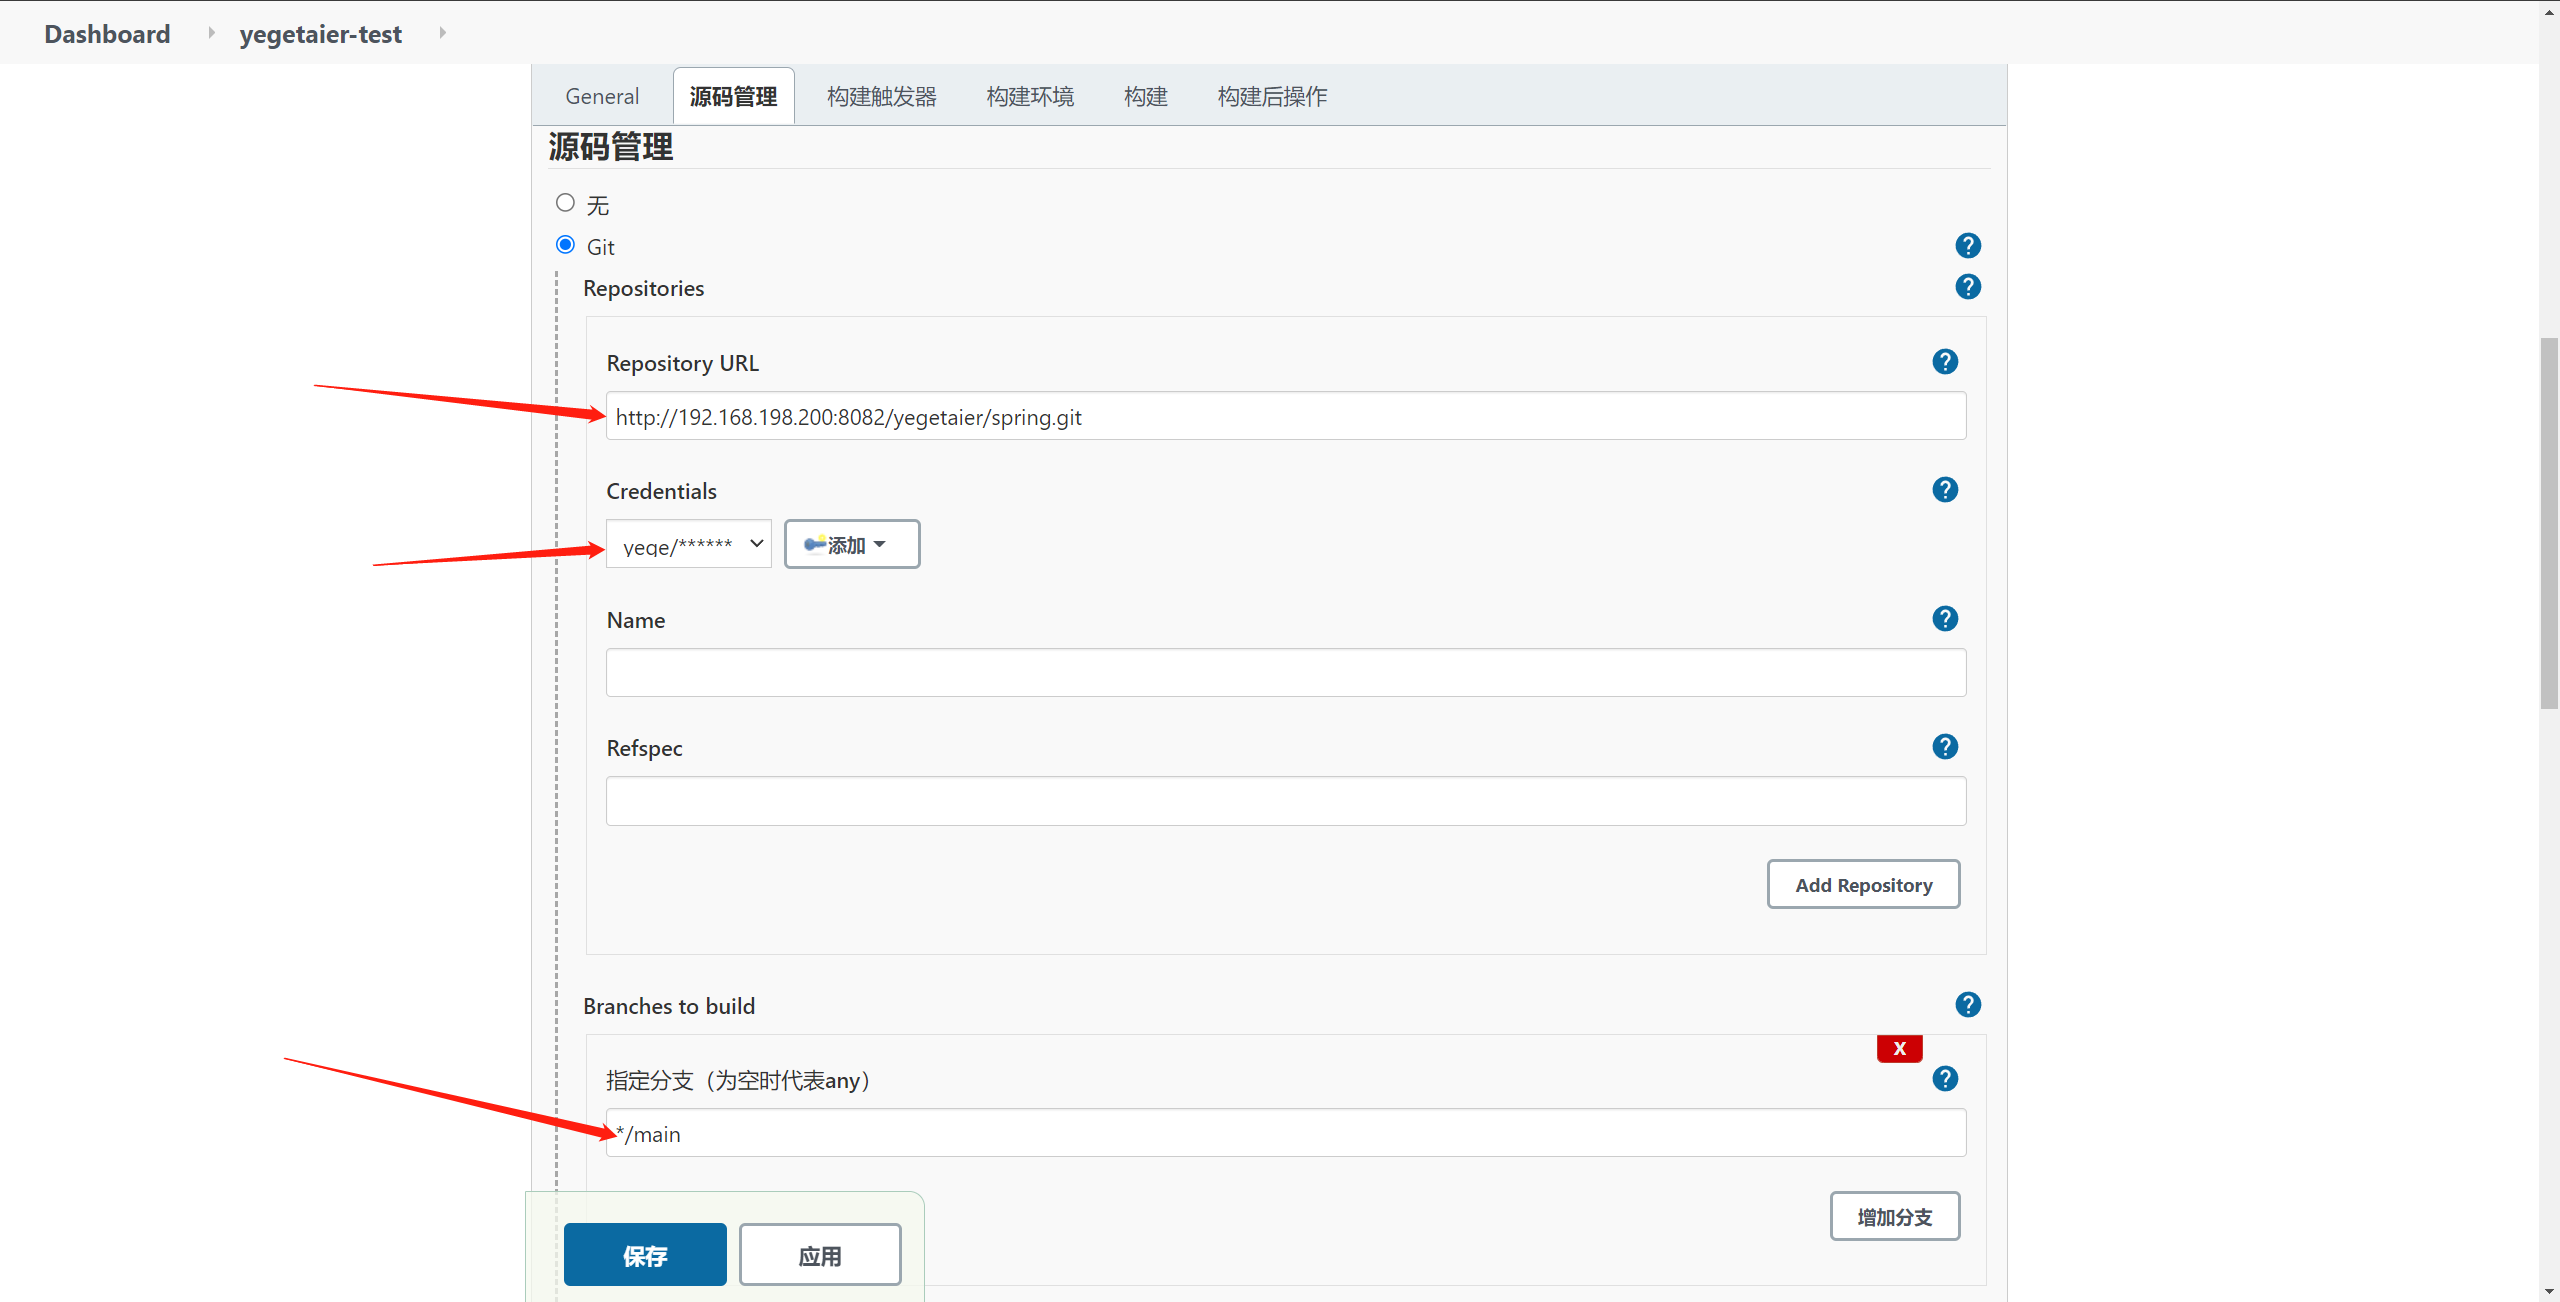 Dashboard yegetaier-test
General 源码管理 构建触发器 构建环境 构建 构建后操作
源码管理
无
Git
Repositories
Repository URL
http://192.168.198.200:8082/yegetaier/spring.git
Credentials
yege/****** 添加
Name
Refspec
Add Repository
Branches to build
X
指定分支（为空时代表any）
*/main
增加分支
保存 应用